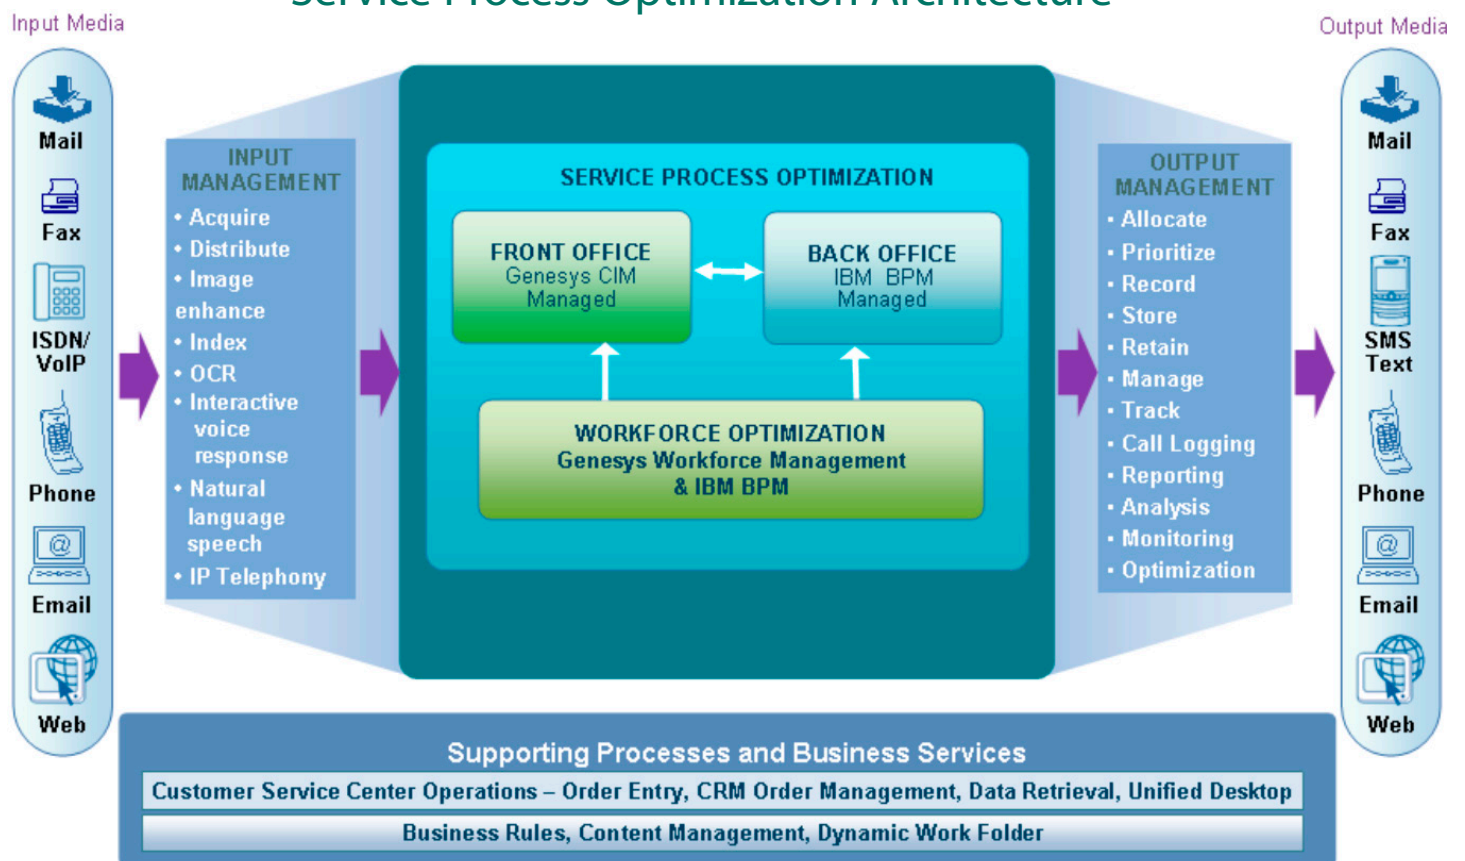 Service Process Optimization Architecture
Input Media
Mail
Fax
ISDN/
VoIP
Phone
@
Email
Web
INPUT
MANAGEMENT
• Acquire
• Distribute
• Image
enhance
• Index
• OCR
• Interactive
voice
response
• Natural
language
speech
• IP Telephony
SERVICE PROCESS OPTIMIZATION
FRONT OFFICE
Genesys CIM
Managed
BACK OFFICE
IBM BPM
Managed
WORKFORCE OPTIMIZATION
Genesys Workforce Management
& IBM BPM
OUTPUT
MANAGEMENT
· Allocate
· Prioritize
· Record
· Store
· Retain
· Manage
· Track
· Call Logging
· Reporting
· Analysis
· Monitoring
· Optimization
Output Media
Mail
Fax
SMS
Text
Phone
@
Email
Web
Supporting Processes and Business Services
Customer Service Center Operations – Order Entry, CRM Order Management, Data Retrieval, Unified Desktop
Business Rules, Content Management, Dynamic Work Folder